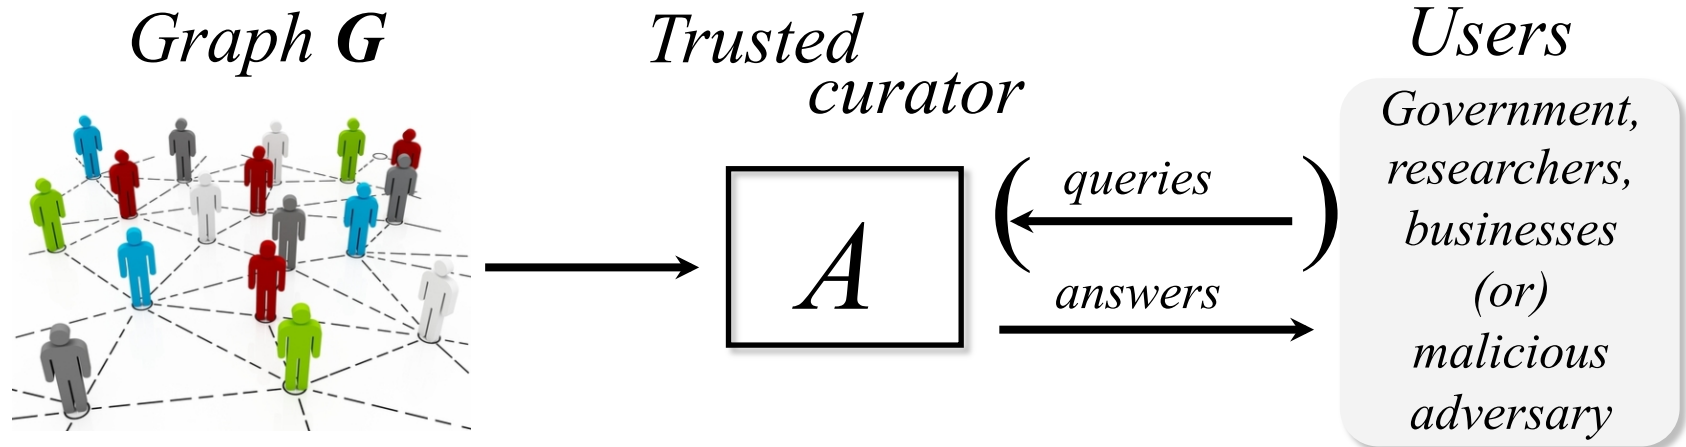 Graph G
Trusted
curator
Users
A
( queries )
answers
Government,
researchers,
businesses
(or)
malicious
adversary